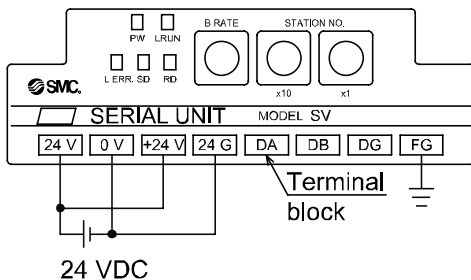 B RATE STATION NO.
PW LRUN
L ERR. SD RD
x10 x1
SMC.
SERIAL UNIT MODEL SV
24 V 0 V +24 V 24 G DA DB DG FG
Terminal
block
24 VDC